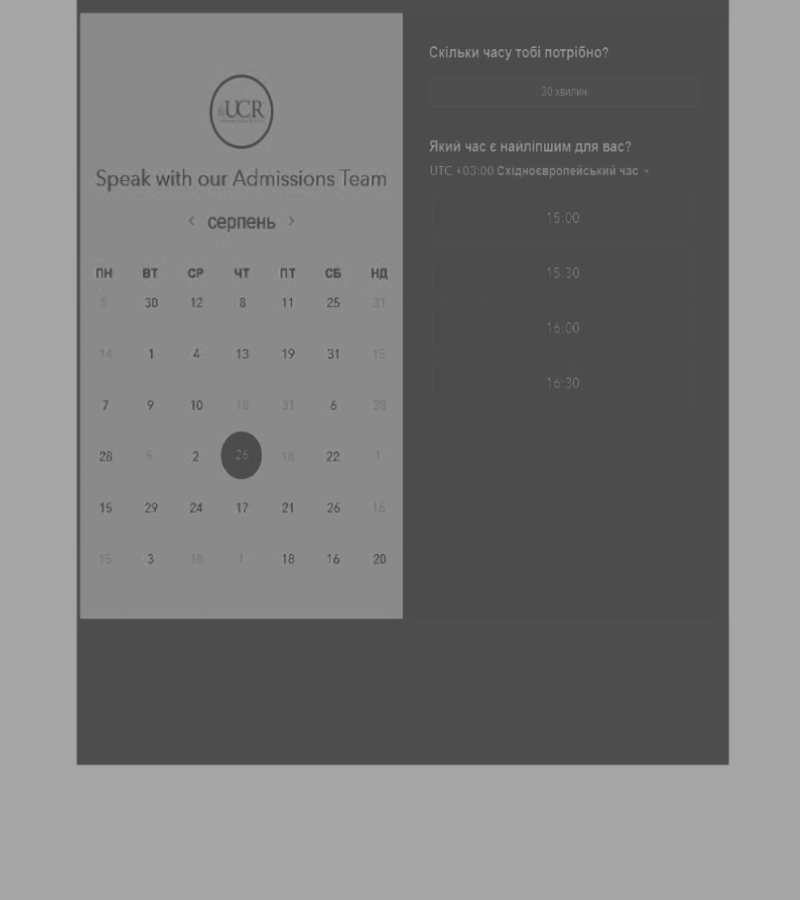 UCR
Speak with our Admissions Team
‹ серпень ›
ПН ВТ СР ЧТ ПТ СБ НД
5 30 12 8 11 25 31
14 1 4 13 19 31 15
7 9 10 18 31 6 28
28 5 2 26 18 22 1
15 29 24 17 21 26 16
15 3 18 1 18 16 20
Скільки часу тобі потрібно?
30 хвилин
Який час є найліпшим для вас?
UTC +03:00 Східноєвропейський час
15:00
15:30
16:00
16:30